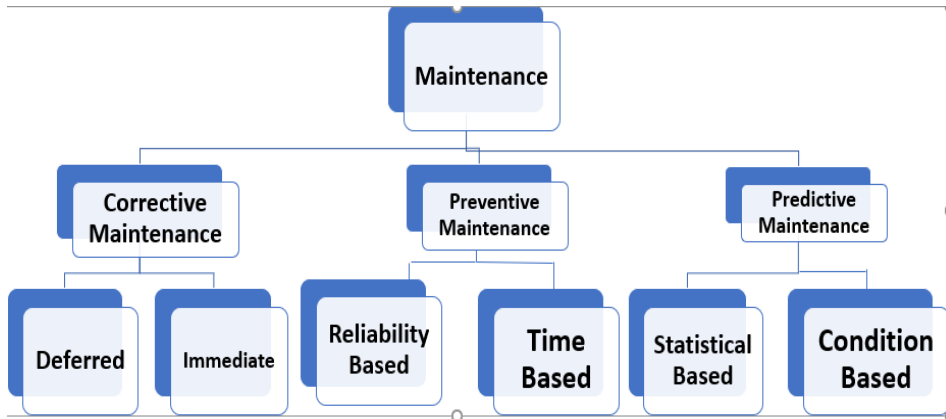 Maintenance
Corrective
Maintenance
Preventive
Maintenance
Predictive
Maintenance
Deferred
Immediate
Reliability
Based
Time
Based
Statistical
Based
Condition
Based